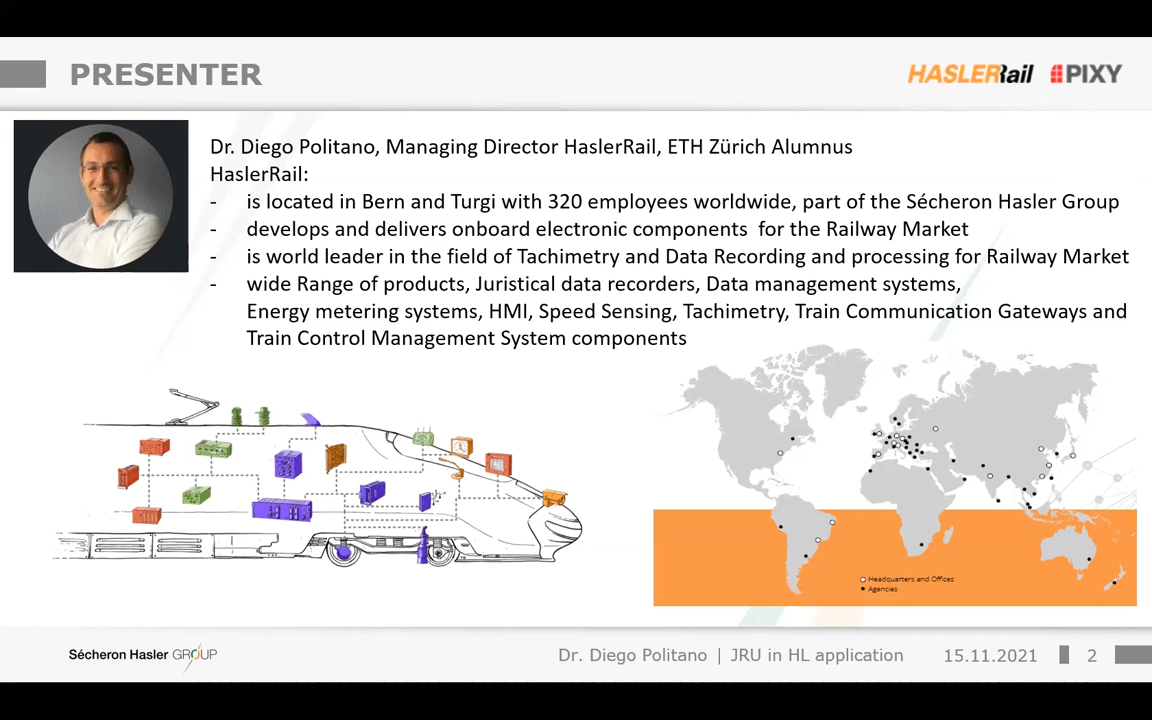 PRESENTER
HASLERRail PIXY
Dr. Diego Politano, Managing Director HaslerRail, ETH Zürich Alumnus
HaslerRail:
- is located in Bern and Turgi with 320 employees worldwide, part of the Sécheron Hasler Group
- develops and delivers onboard electronic components for the Railway Market
- is world leader in the field of Tachimetry and Data Recording and processing for Railway Market
- wide Range of products, Juristical data recorders, Data management systems,
Energy metering systems, HMI, Speed Sensing, Tachimetry, Train Communication Gateways and
Train Control Management System components
Headquarters and Offices
Agencies
Sécheron Hasler GROUP
Dr. Diego Politano | JRU in HL application 15.11.2021 2